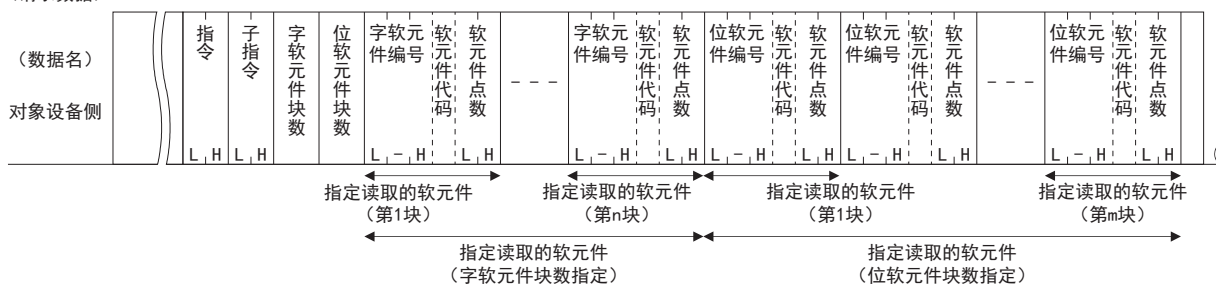 （数据名）
对象设备侧
指令
子指令
字软元件块数
位软元件块数
字软元件编号
软元件代码
软元件点数
- - -
字软元件编号
软元件代码
软元件点数
位软元件编号
软元件代码
软元件点数
位软元件编号
软元件代码
软元件点数
- - -
位软元件编号
软元件代码
软元件点数
L H L H L - H L H L - H L H L - H L H L - H L H L - H L H
指定读取的软元件 指定读取的软元件 指定读取的软元件 指定读取的软元件
（第1块） （第n块） （第1块） （第m块）
指定读取的软元件 指定读取的软元件
（字软元件块数指定） （位软元件块数指定）